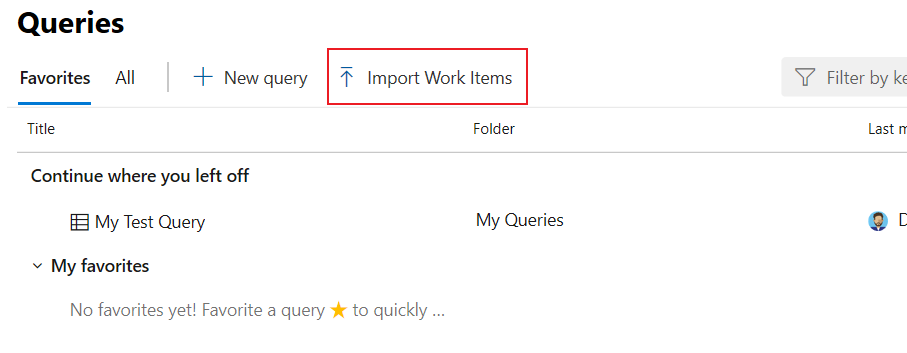 Queries
Favorites All New query Import Work Items Filter by
Title Folder Last
Continue where you left off
My Test Query My Queries
My favorites
No favorites yet! Favorite a query ⭐ to quickly ...